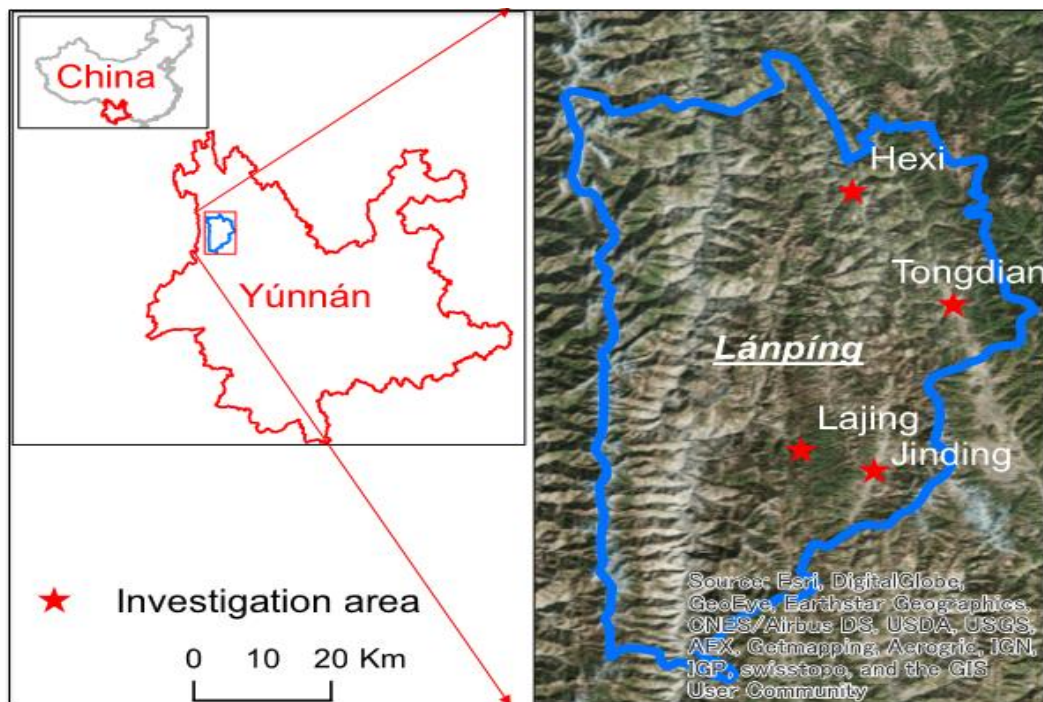 China
Yúnnán
Investigation area
0 10 20 Km
Hexi
Tongdian
Lánpíng
Lajing
Jinding
Source: Esri, DigitalGlobe,
GeoEye, Earthstar Geographics,
CNES/Airbus DS, USDA, USGS,
AEX, Getmapping, Aerogrid, IGN,
IGP, swisstopo, and the GIS
User Community